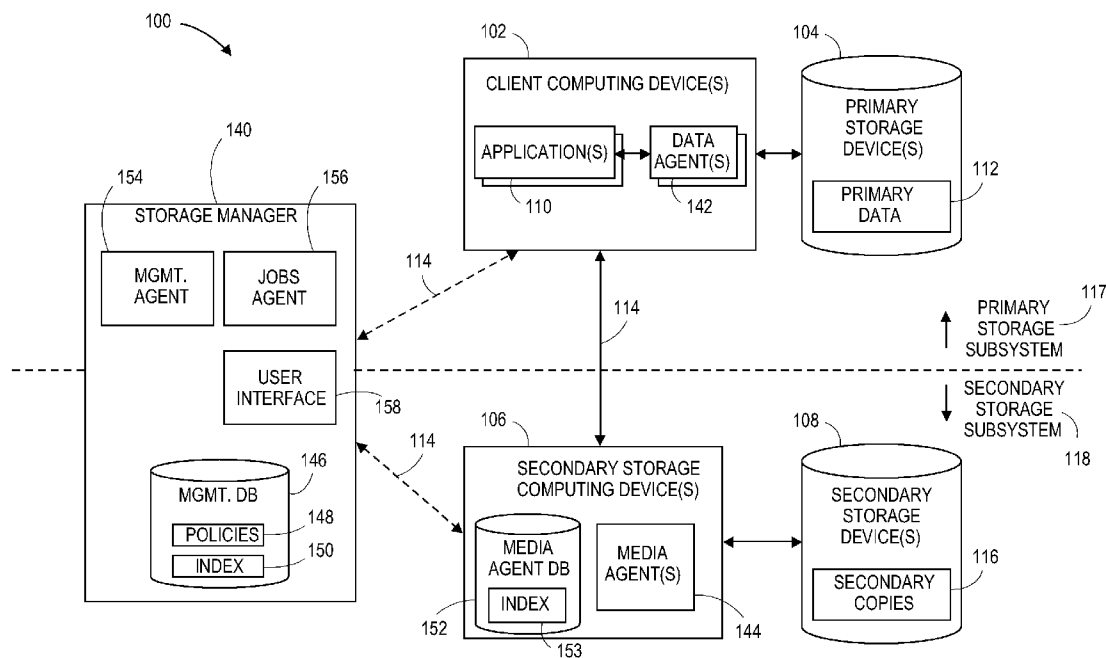 100
102
CLIENT COMPUTING DEVICE(S)
APPLICATION(S)
110
DATA
AGENT(S)
142
104
PRIMARY
STORAGE
DEVICE(S)
PRIMARY
DATA
112
140
154
156
STORAGE MANAGER
MGMT.
AGENT
JOBS
AGENT
USER
INTERFACE
158
146
MGMT. DB
POLICIES
148
INDEX
150
114
114
114
PRIMARY
STORAGE
SUBSYSTEM
117
SECONDARY
STORAGE
SUBSYSTEM
118
106
SECONDARY STORAGE
COMPUTING DEVICE(S)
MEDIA
AGENT DB
INDEX
152
153
MEDIA
AGENT(S)
144
108
SECONDARY
STORAGE
DEVICE(S)
SECONDARY
COPIES
116